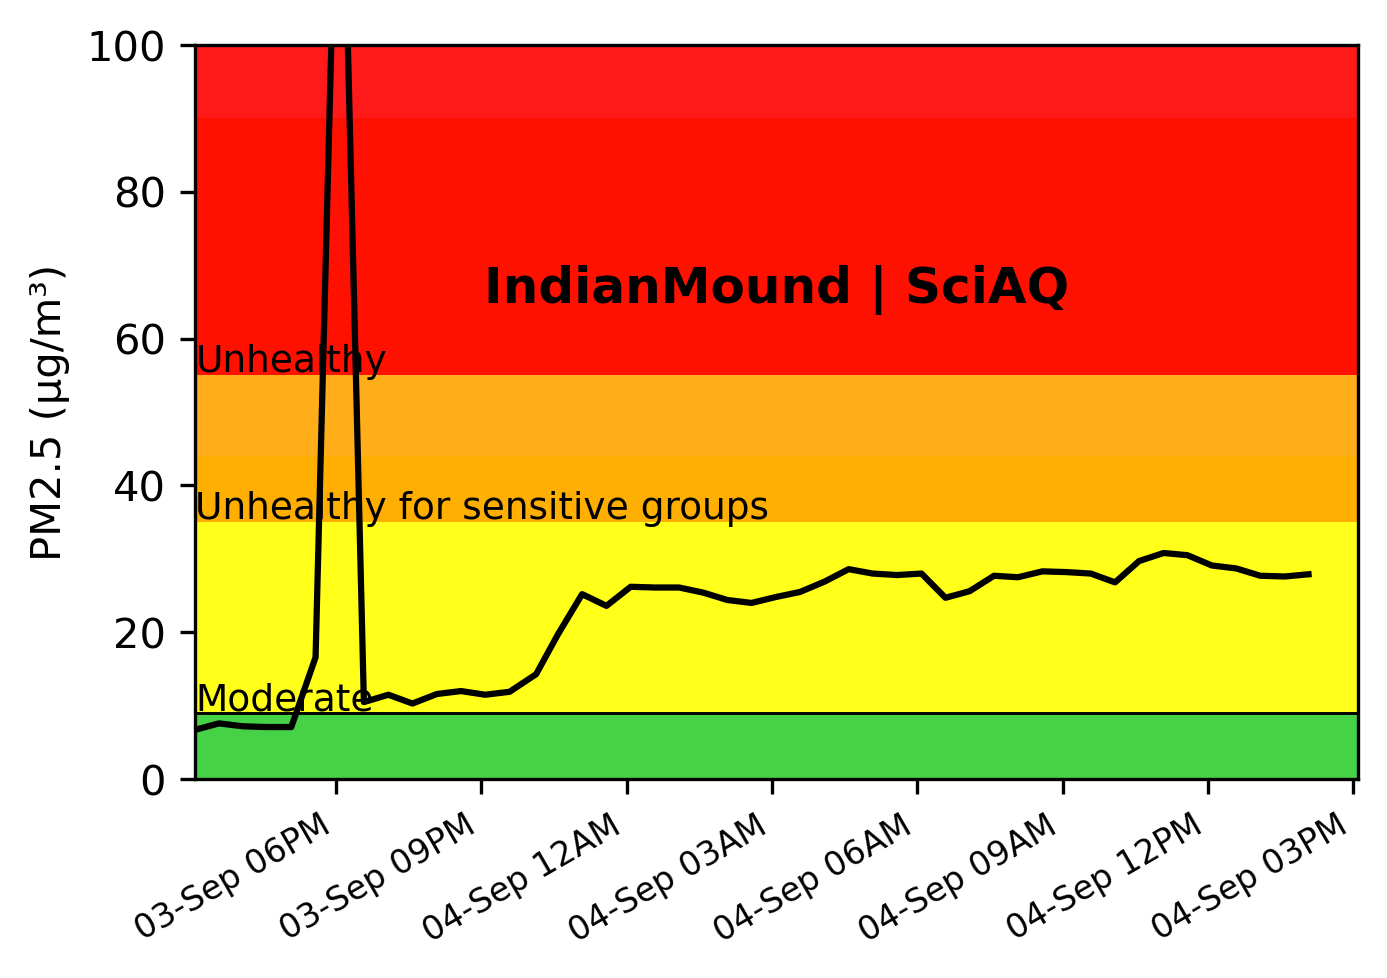 100
80
60
40
20
0
PM2.5 (µg/m³)
IndianMound | SciAQ
Unhealthy
Unhealthy for sensitive groups
Moderate
03-Sep 06PM
03-Sep 09PM
04-Sep 12AM
04-Sep 03AM
04-Sep 06AM
04-Sep 09AM
04-Sep 12PM
04-Sep 03PM